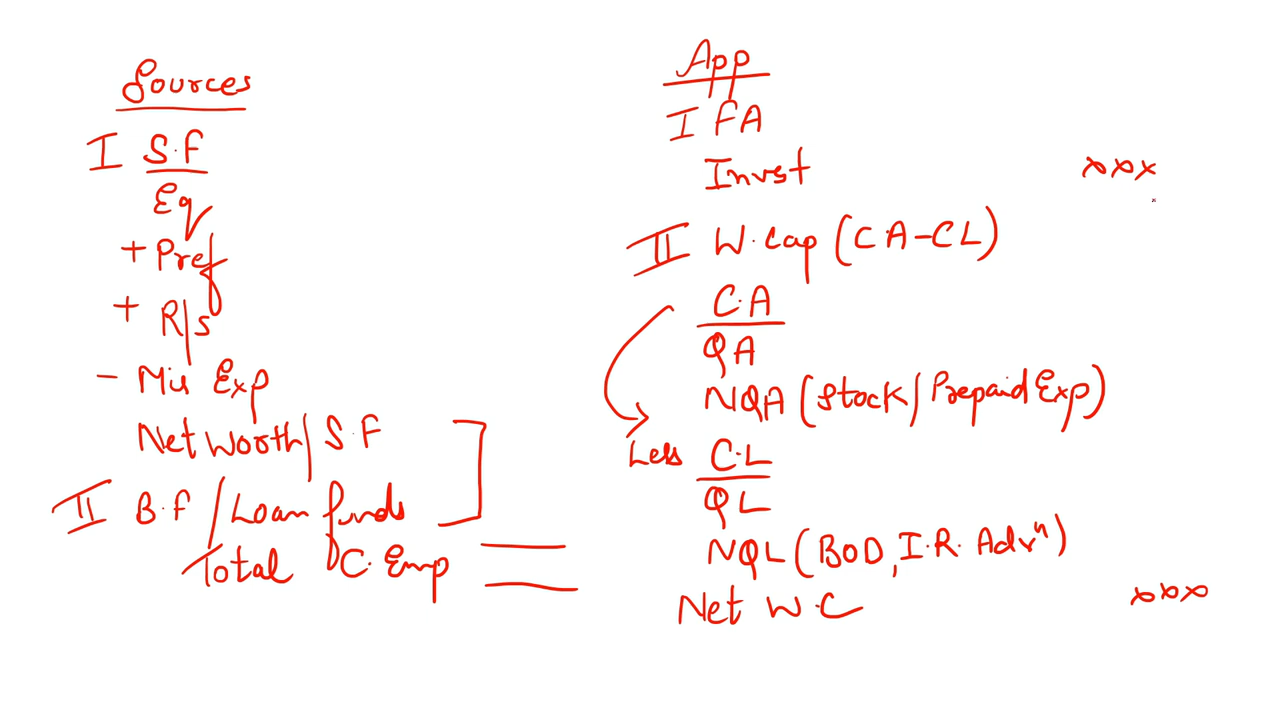 Sources
I S.F
Eq
+ Pref
+ R/s
- Mis Exp
Net Worth/ S.F
II B.F / Loan funds
Total C.Emp
App
I FA
Invst xxx
II W.Cap (CA-CL)
C.A
QA
NQA (Stock/Prepaid Exp)
Less C.L
QL
NQL (BOD, I.R. Advⁿ)
Net W.C xxx